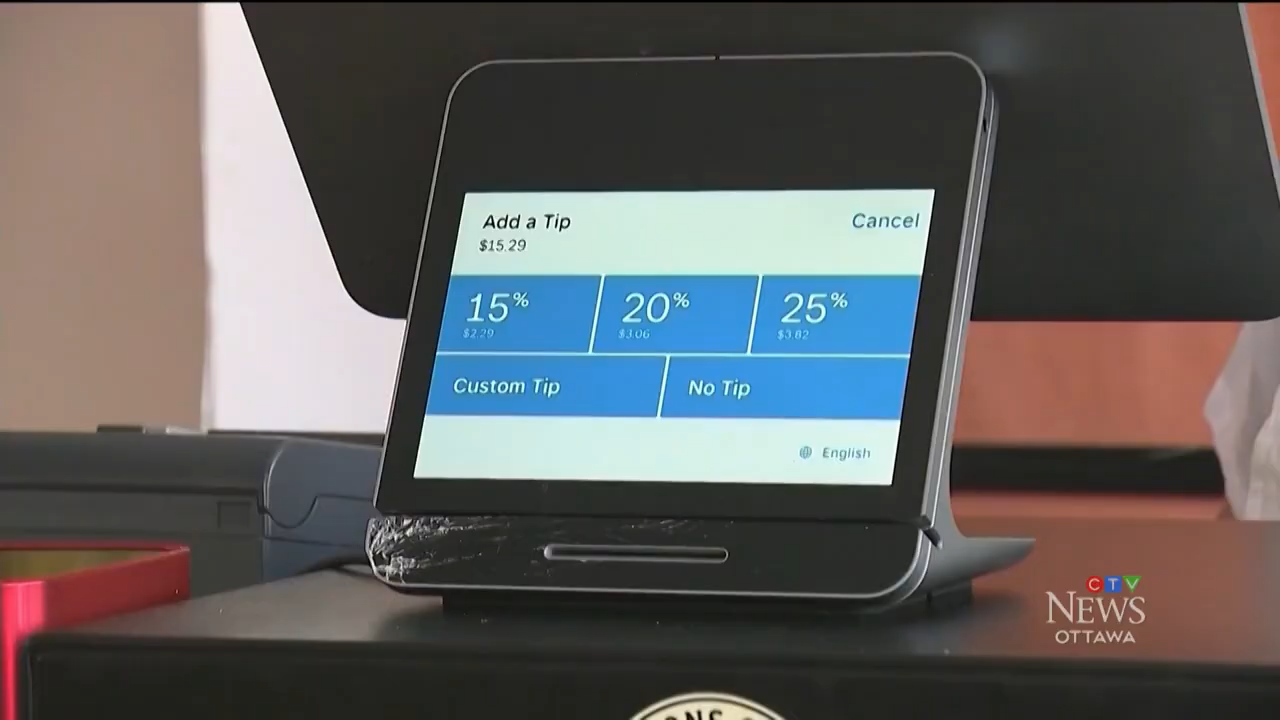 Add a Tip
Cancel
$15.29
15%
20%
25%
$2.29
$3.06
$3.82
Custom Tip
No Tip
English
CTV
NEWS
OTTAWA